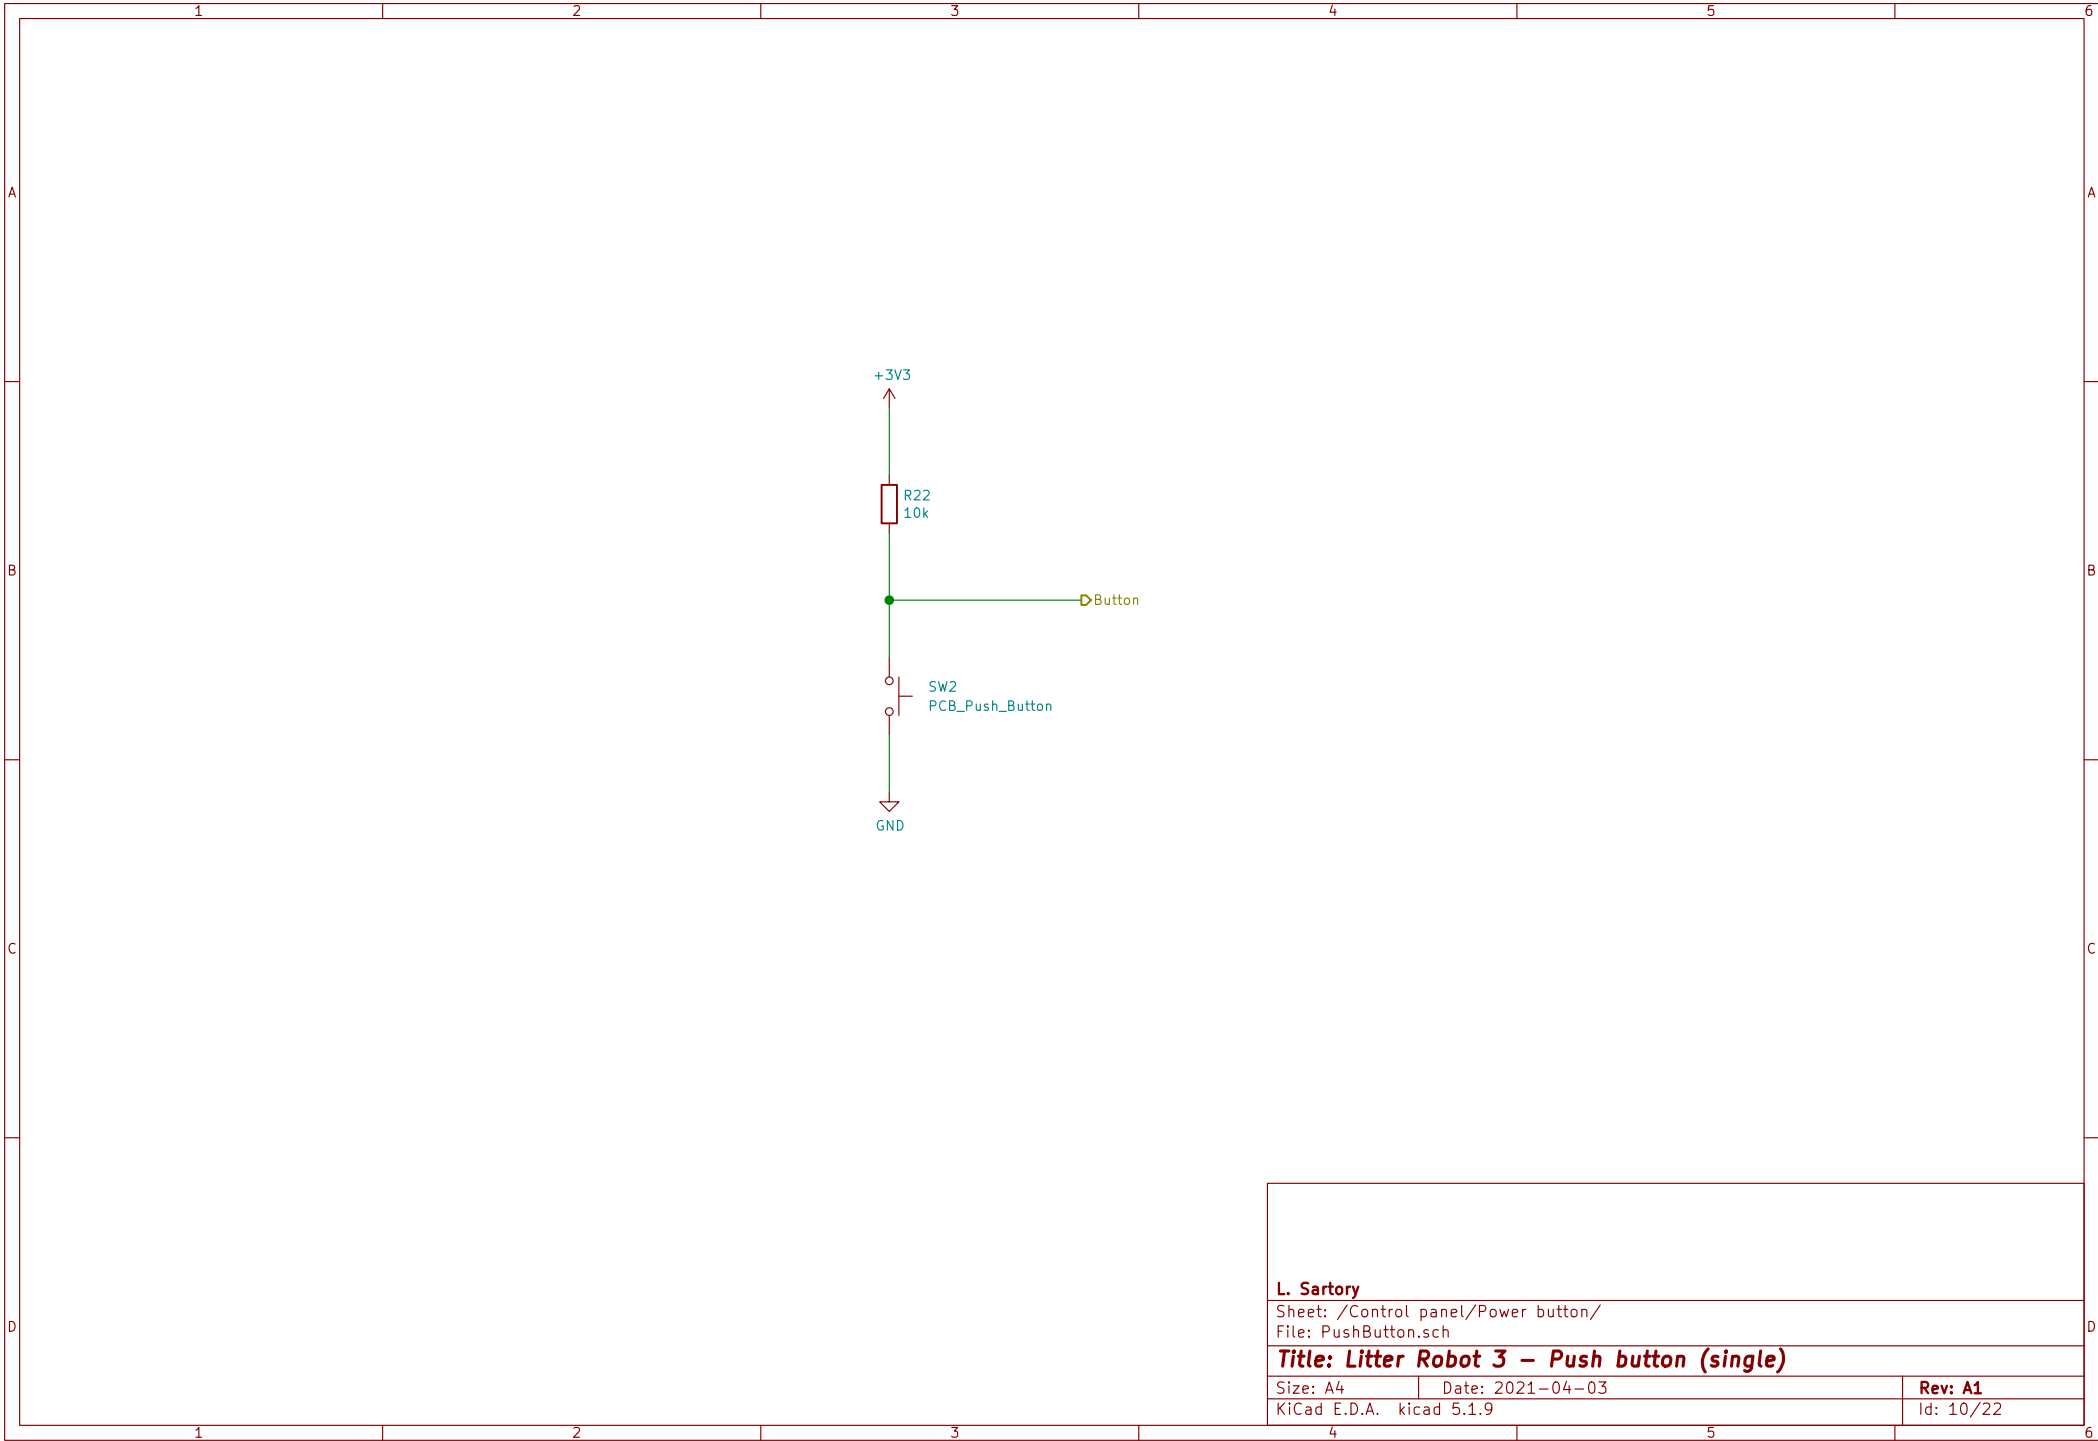 1 2 3 4 5 6
A A
+3V3
R22
10k
B B
Button
SW2
PCB_Push_Button
GND
C C
L. Sartory
Sheet: /Control panel/Power button/
File: PushButton.sch
D D
Title: Litter Robot 3 – Push button (single)
Size: A4 Date: 2021-04-03 Rev: A1
KiCad E.D.A. kicad 5.1.9 Id: 10/22
1 2 3 4 5 6